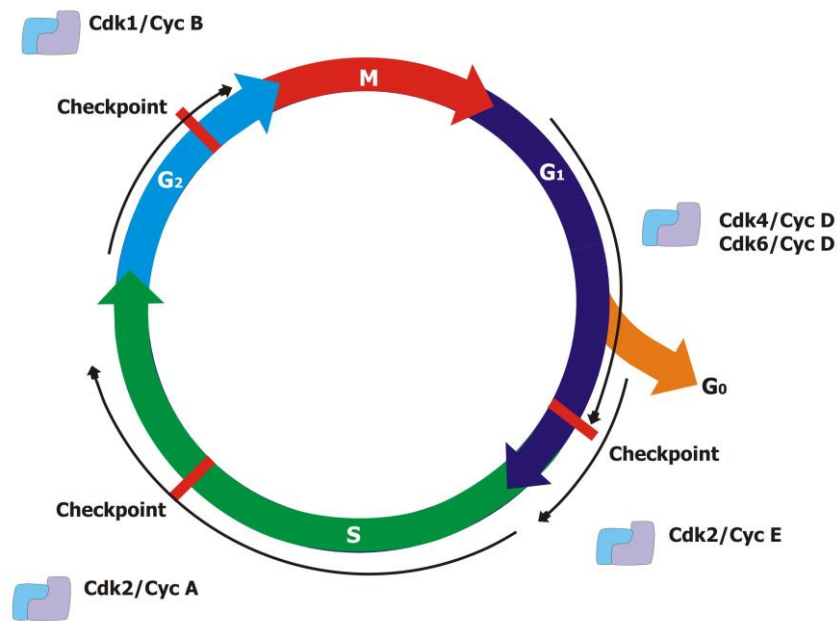 Cdk1/Cyc B
M
Checkpoint
G₂
G₁
Cdk4/Cyc D
Cdk6/Cyc D
G₀
Checkpoint
Checkpoint
S
Cdk2/Cyc E
Cdk2/Cyc A